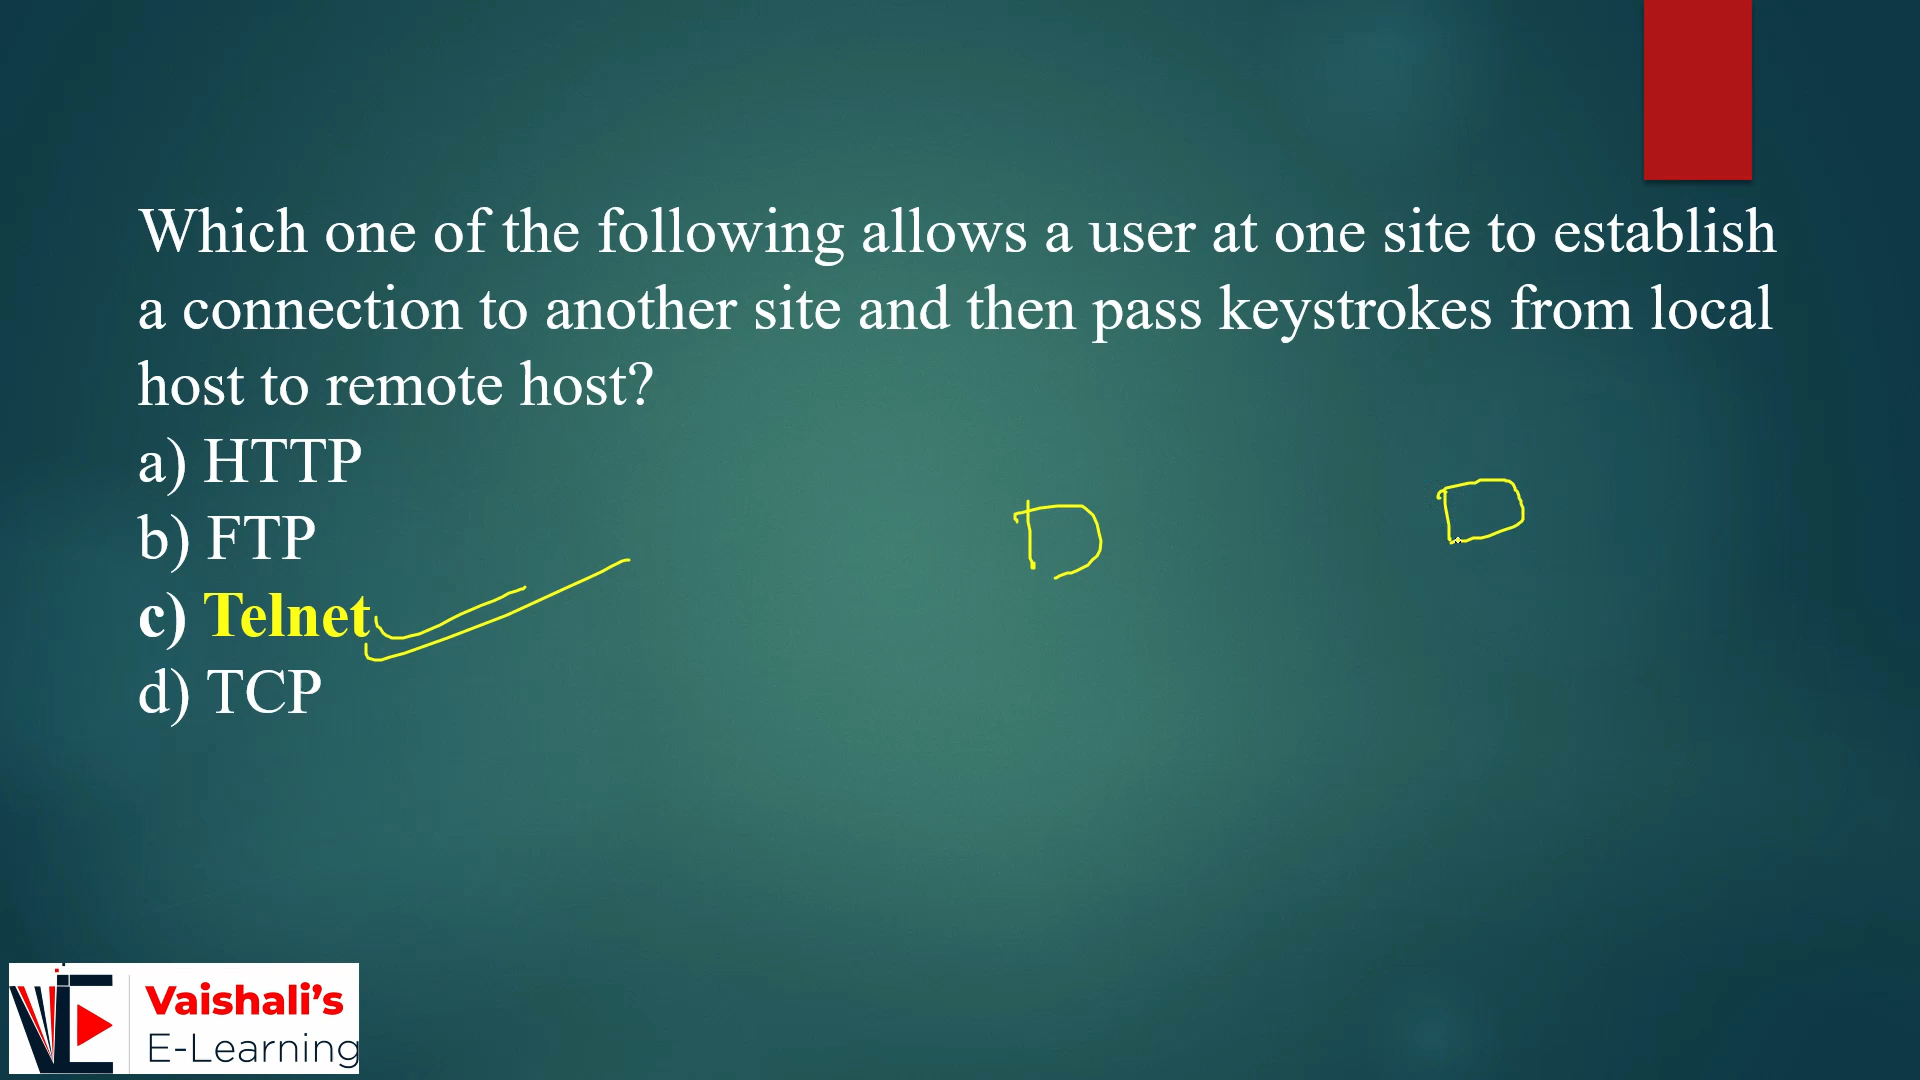 Which one of the following allows a user at one site to establish
a connection to another site and then pass keystrokes from local
host to remote host?
a) HTTP
b) FTP
c) Telnet
d) TCP
Vaishali's
E-Learning